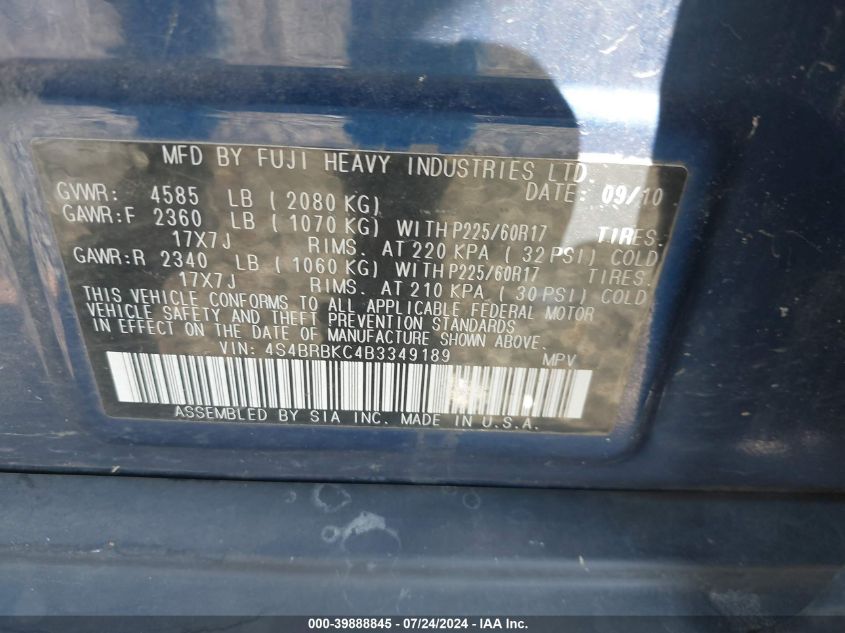 MFD BY FUJI HEAVY INDUSTRIES LTD.
DATE: 09/10
GVWR: 4585 LB ( 2080 KG)
GAWR:F 2360 LB ( 1070 KG) WITH P225/60R17 TIRES.
17X7J RIMS. AT 220 KPA ( 32 PSI) COLD
GAWR:R 2340 LB ( 1060 KG) WITH P225/60R17 TIRES.
17X7J RIMS. AT 210 KPA ( 30 PSI) COLD
THIS VEHICLE CONFORMS TO ALL APPLICABLE FEDERAL MOTOR
VEHICLE SAFETY AND THEFT PREVENTION STANDARDS
IN EFFECT ON THE DATE OF MANUFACTURE SHOWN ABOVE.
VIN: 4S4BRBKC4B3349189 MPV
ASSEMBLED BY SIA INC. MADE IN U.S.A.
000-39888845 - 07/24/2024 - IAAI.COM